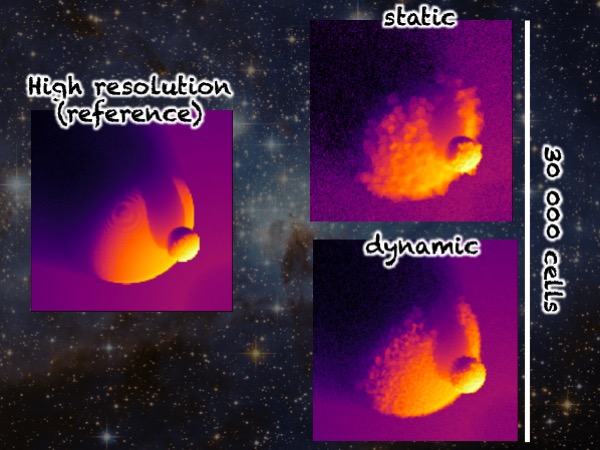 High resolution
(reference)
static
dynamic
30 000 cells